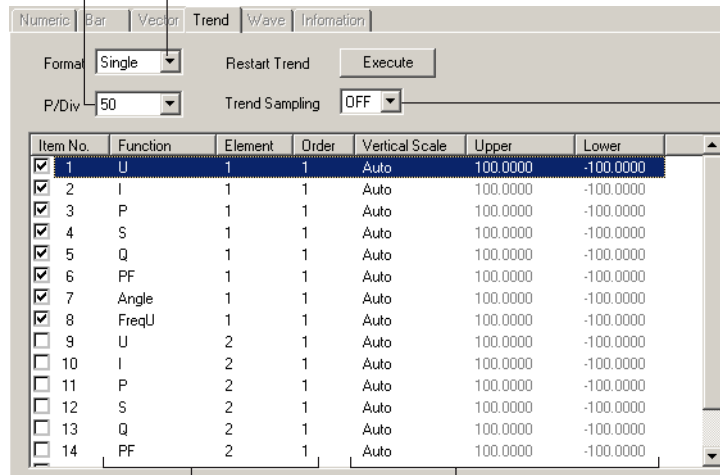 Numeric Bar Vector Trend Wave Infomation
Format Single Restart Trend Execute
P/Div 50 Trend Sampling OFF
Item No. Function Element Order Vertical Scale Upper Lower
1 U 1 1 Auto 100.0000 -100.0000
2 I 1 1 Auto 100.0000 -100.0000
3 P 1 1 Auto 100.0000 -100.0000
4 S 1 1 Auto 100.0000 -100.0000
5 Q 1 1 Auto 100.0000 -100.0000
6 PF 1 1 Auto 100.0000 -100.0000
7 Angle 1 1 Auto 100.0000 -100.0000
8 FreqU 1 1 Auto 100.0000 -100.0000
9 U 2 1 Auto 100.0000 -100.0000
10 I 2 1 Auto 100.0000 -100.0000
11 P 2 1 Auto 100.0000 -100.0000
12 S 2 1 Auto 100.0000 -100.0000
13 Q 2 1 Auto 100.0000 -100.0000
14 PF 2 1 Auto 100.0000 -100.0000